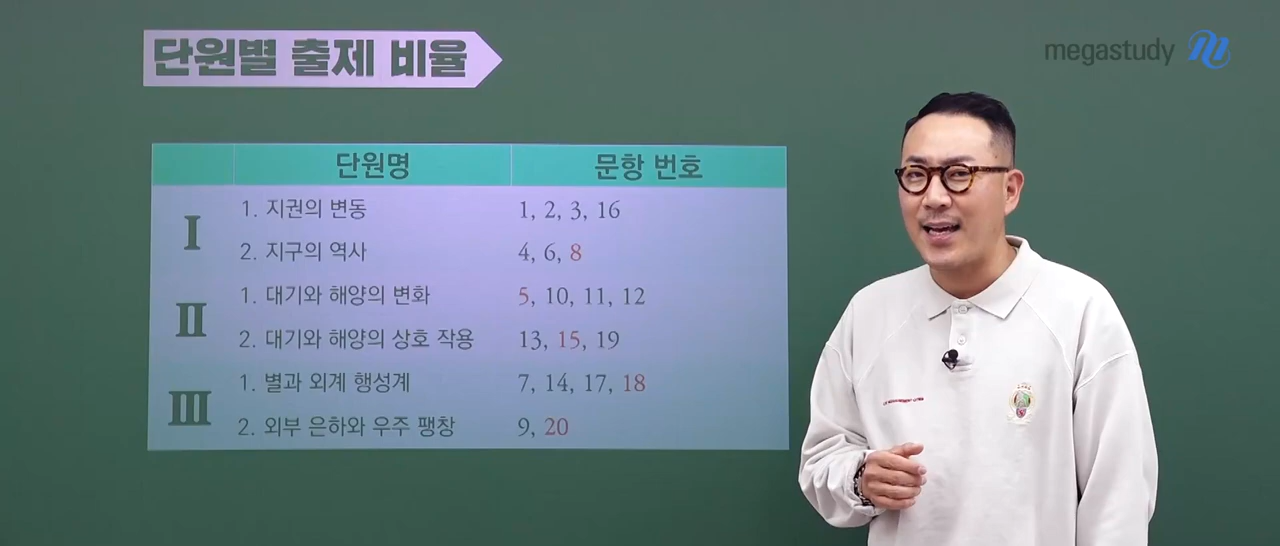 단원별 출제 비율
megastudy
단원명 문항 번호
I
1. 지권의 변동 1, 2, 3, 16
2. 지구의 역사 4, 6, 8
II
1. 대기와 해양의 변화 5, 10, 11, 12
2. 대기와 해양의 상호 작용 13, 15, 19
III
1. 별과 외계 행성계 7, 14, 17, 18
2. 외부 은하와 우주 팽창 9, 20